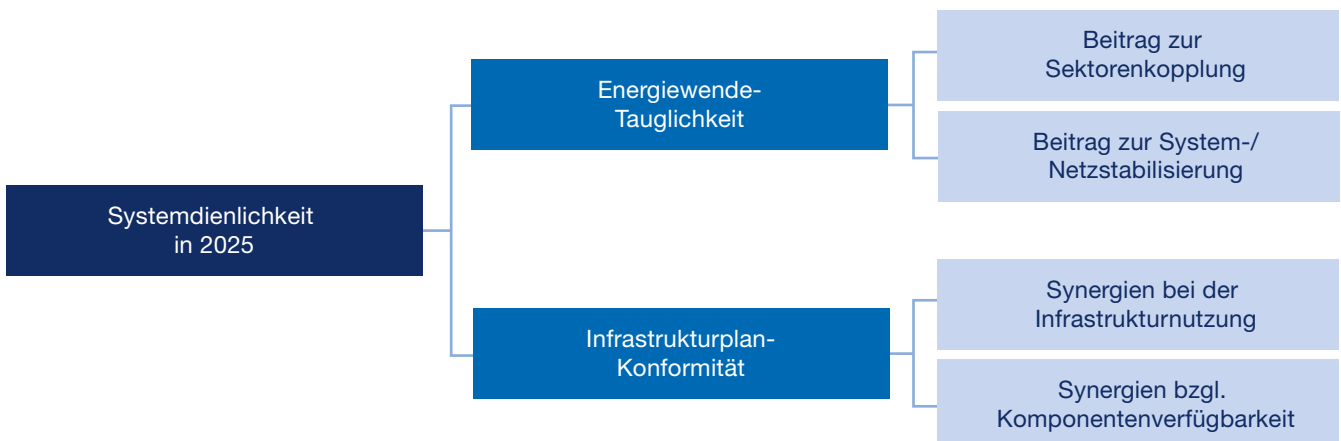 Systemdienlichkeit
in 2025
Energiewende-
Tauglichkeit
Beitrag zur
Sektorenkopplung
Beitrag zur System-/
Netzstabilisierung
Infrastrukturplan-
Konformität
Synergien bei der
Infrastrukturnutzung
Synergien bzgl.
Komponentenverfügbarkeit